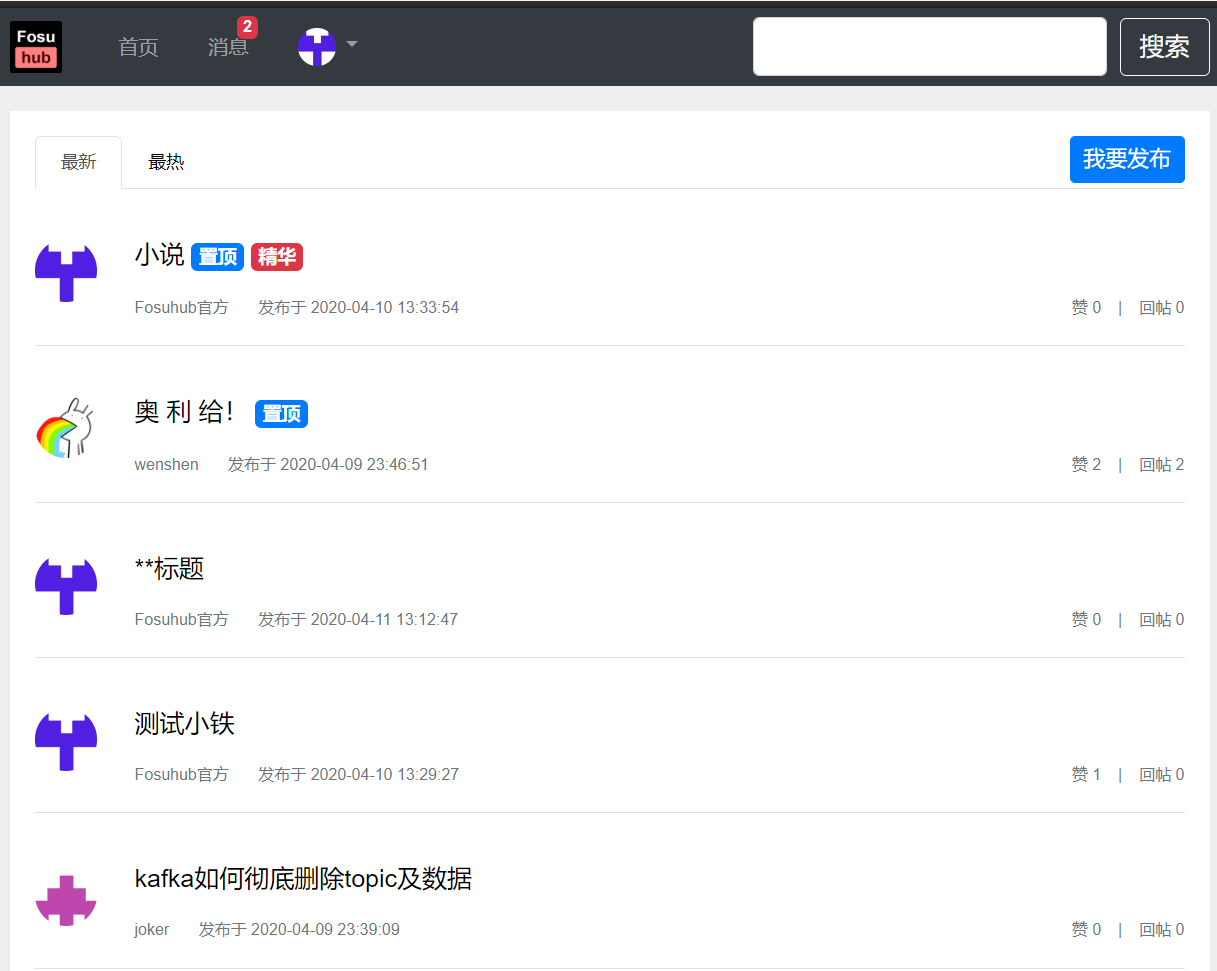 Fosu
hub
首页
消息
2
搜索
最新
最热
我要发布
小说 置顶 精华
Fosuhub官方 发布于 2020-04-10 13:33:54 赞 0 | 回帖 0
奥 利 给！ 置顶
wenshen 发布于 2020-04-09 23:46:51 赞 2 | 回帖 2
**标题
Fosuhub官方 发布于 2020-04-11 13:12:47 赞 0 | 回帖 0
测试小铁
Fosuhub官方 发布于 2020-04-10 13:29:27 赞 1 | 回帖 0
kafka如何彻底删除topic及数据
joker 发布于 2020-04-09 23:39:09 赞 0 | 回帖 0